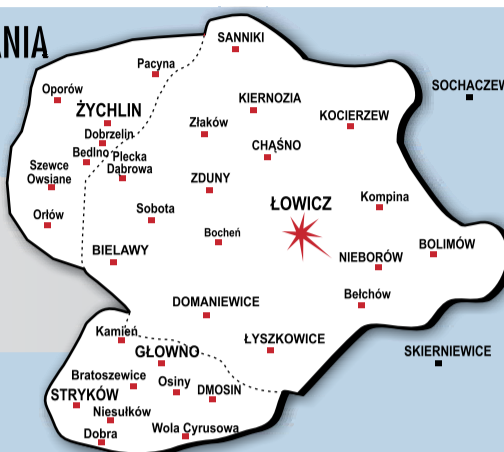 ANIA
SANNIKI
Pacyna
Oporów
SOCHACZEW
KIERNOZIA
ŻYCHLIN
KOCIERZEW
Złaków
Dobrzelin
CHĄŚNO
Bedlno
Plecka
Dąbrowa
Szewce
Owsiane
ZDUNY
Kompina
ŁOWICZ
Orłów
Sobota
Bocheń
BOLIMÓW
BIELAWY
NIEBORÓW
Bełchów
DOMANIEWICE
Kamień
ŁYSZKOWICE
GŁOWNO
SKIERNIEWICE
Bratoszewice
Osiny
DMOSIN
STRYKÓW
Niesułków
Dobra
Wola Cyrusowa